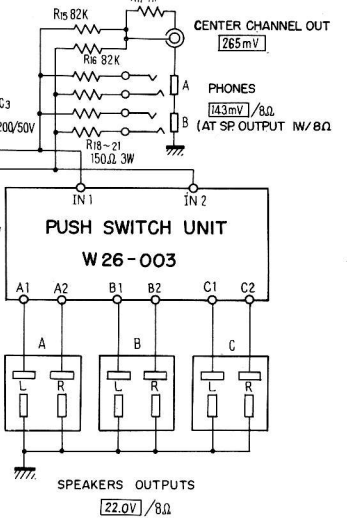 R15 82K
CENTER CHANNEL OUT
265mV
R16 82K
A
PHONES
143mV /8Ω
B
(AT SP. OUTPUT 1W/8Ω
200/50V
R18~21
150Ω 3W
IN 1
IN 2
PUSH SWITCH UNIT
W26-003
A1 A2 B1 B2 C1 C2
A B C
L R L R L R
SPEAKERS OUTPUTS
22.0V /8Ω